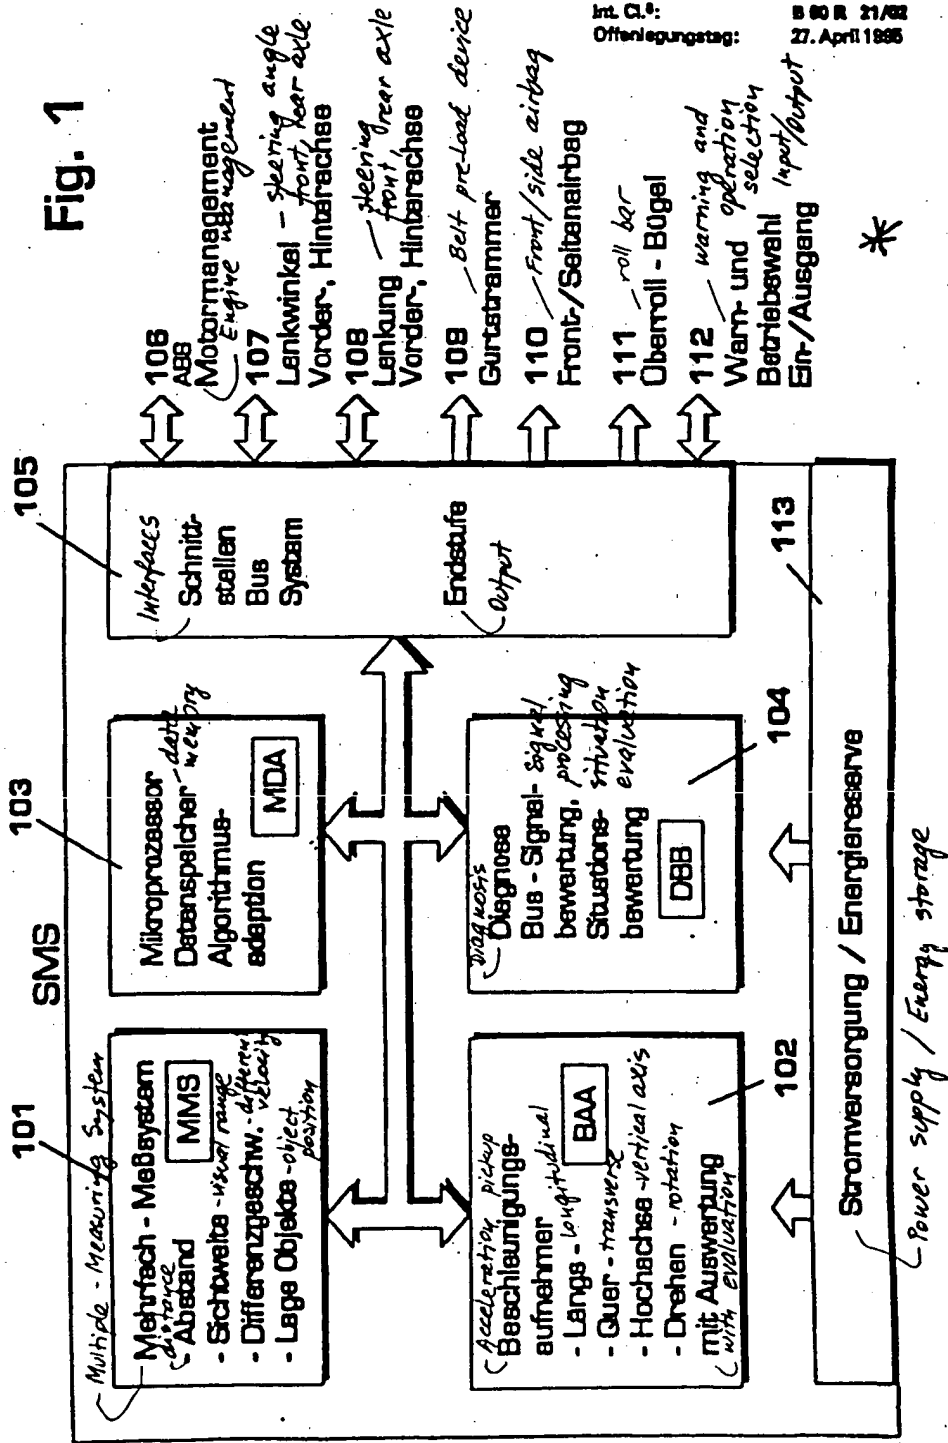 Int. Cl.⁶: B 60 R 21/02
Offenlegungstag: 27. April 1995
Fig. 1
SMS
101
Multiple - Measuring System
Mehrfach - Meßsystem
MMS
distance
- Abstand
- Sichtweite - visual range
- Differenzgeschw. - different velocity
- Lage Objekte - object position
103
Mikroprozessor
Datenspsicher - data memory
Algorithmus-
adaption
MDA
105
Interfaces
Schnitt-
stellen
Bus
System
Endstufe
Output
102
Acceleration pickup
Beschleunigungs-
aufnehmer
BAA
- Längs - longitudinal
- Quer - transverse
- Hochachse - vertical axis
- Drehen - rotation
mit Auswertung
with evaluation
104
Diagnosis
Diagnose
Bus - Signal- signal
bewertung, processing
Situations- situation
bewertung evaluation
DBB
113
Stromversorgung / Energiereserve
Power supply / Energy storage
106
ABS
Motormanagement
Engine management
107
Lenkwinkel - steering angle
Vorder-, Hinterachse front, rear axle
108
Lenkung - steering
Vorder-, Hinterachse front, rear axle
109
Gurtstrammer - Belt pre-load device
110
Front-/Seitenairbag - Front/side airbag
111
Überroll - Bügel - roll bar
112
Warn- und warning and
Betriebswahl operation selection
Ein-/Ausgang Input/Output
*